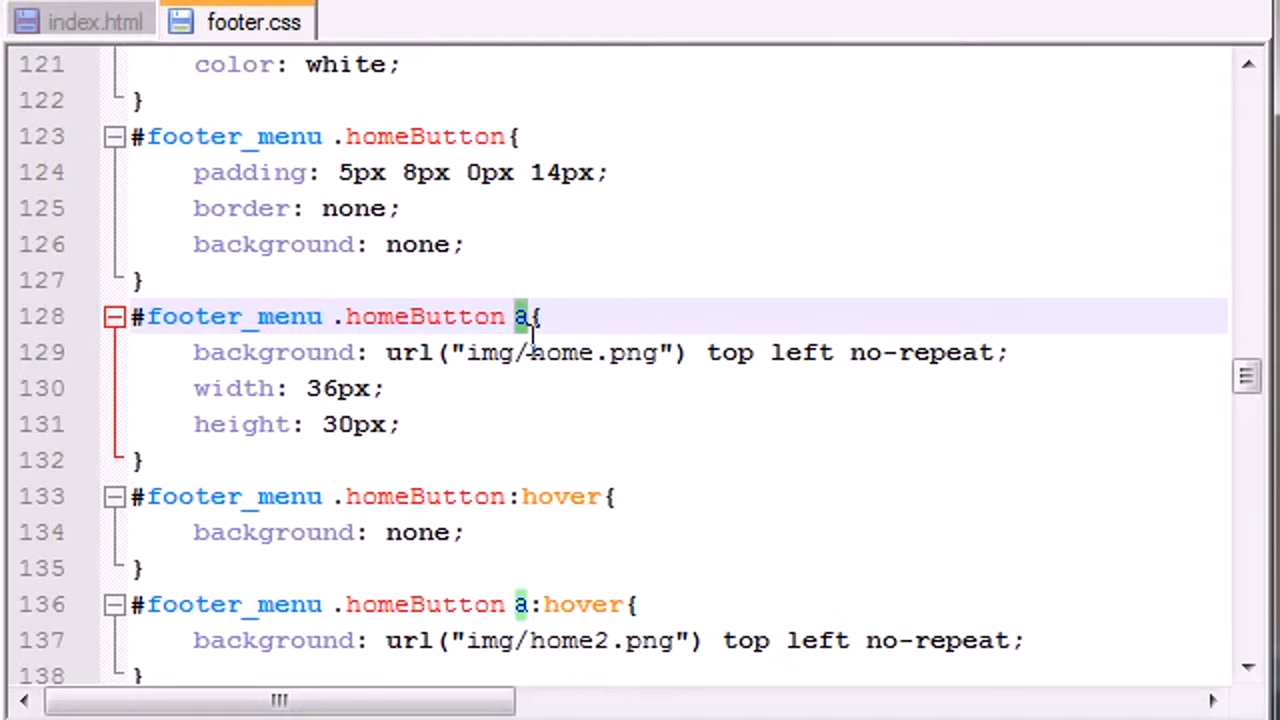 index.html footer.css
121 color: white;
122 }
123 #footer_menu .homeButton{
124 padding: 5px 8px 0px 14px;
125 border: none;
126 background: none;
127 }
128 #footer_menu .homeButton a{
129 background: url("img/home.png") top left no-repeat;
130 width: 36px;
131 height: 30px;
132 }
133 #footer_menu .homeButton:hover{
134 background: none;
135 }
136 #footer_menu .homeButton a:hover{
137 background: url("img/home2.png") top left no-repeat;
138 }